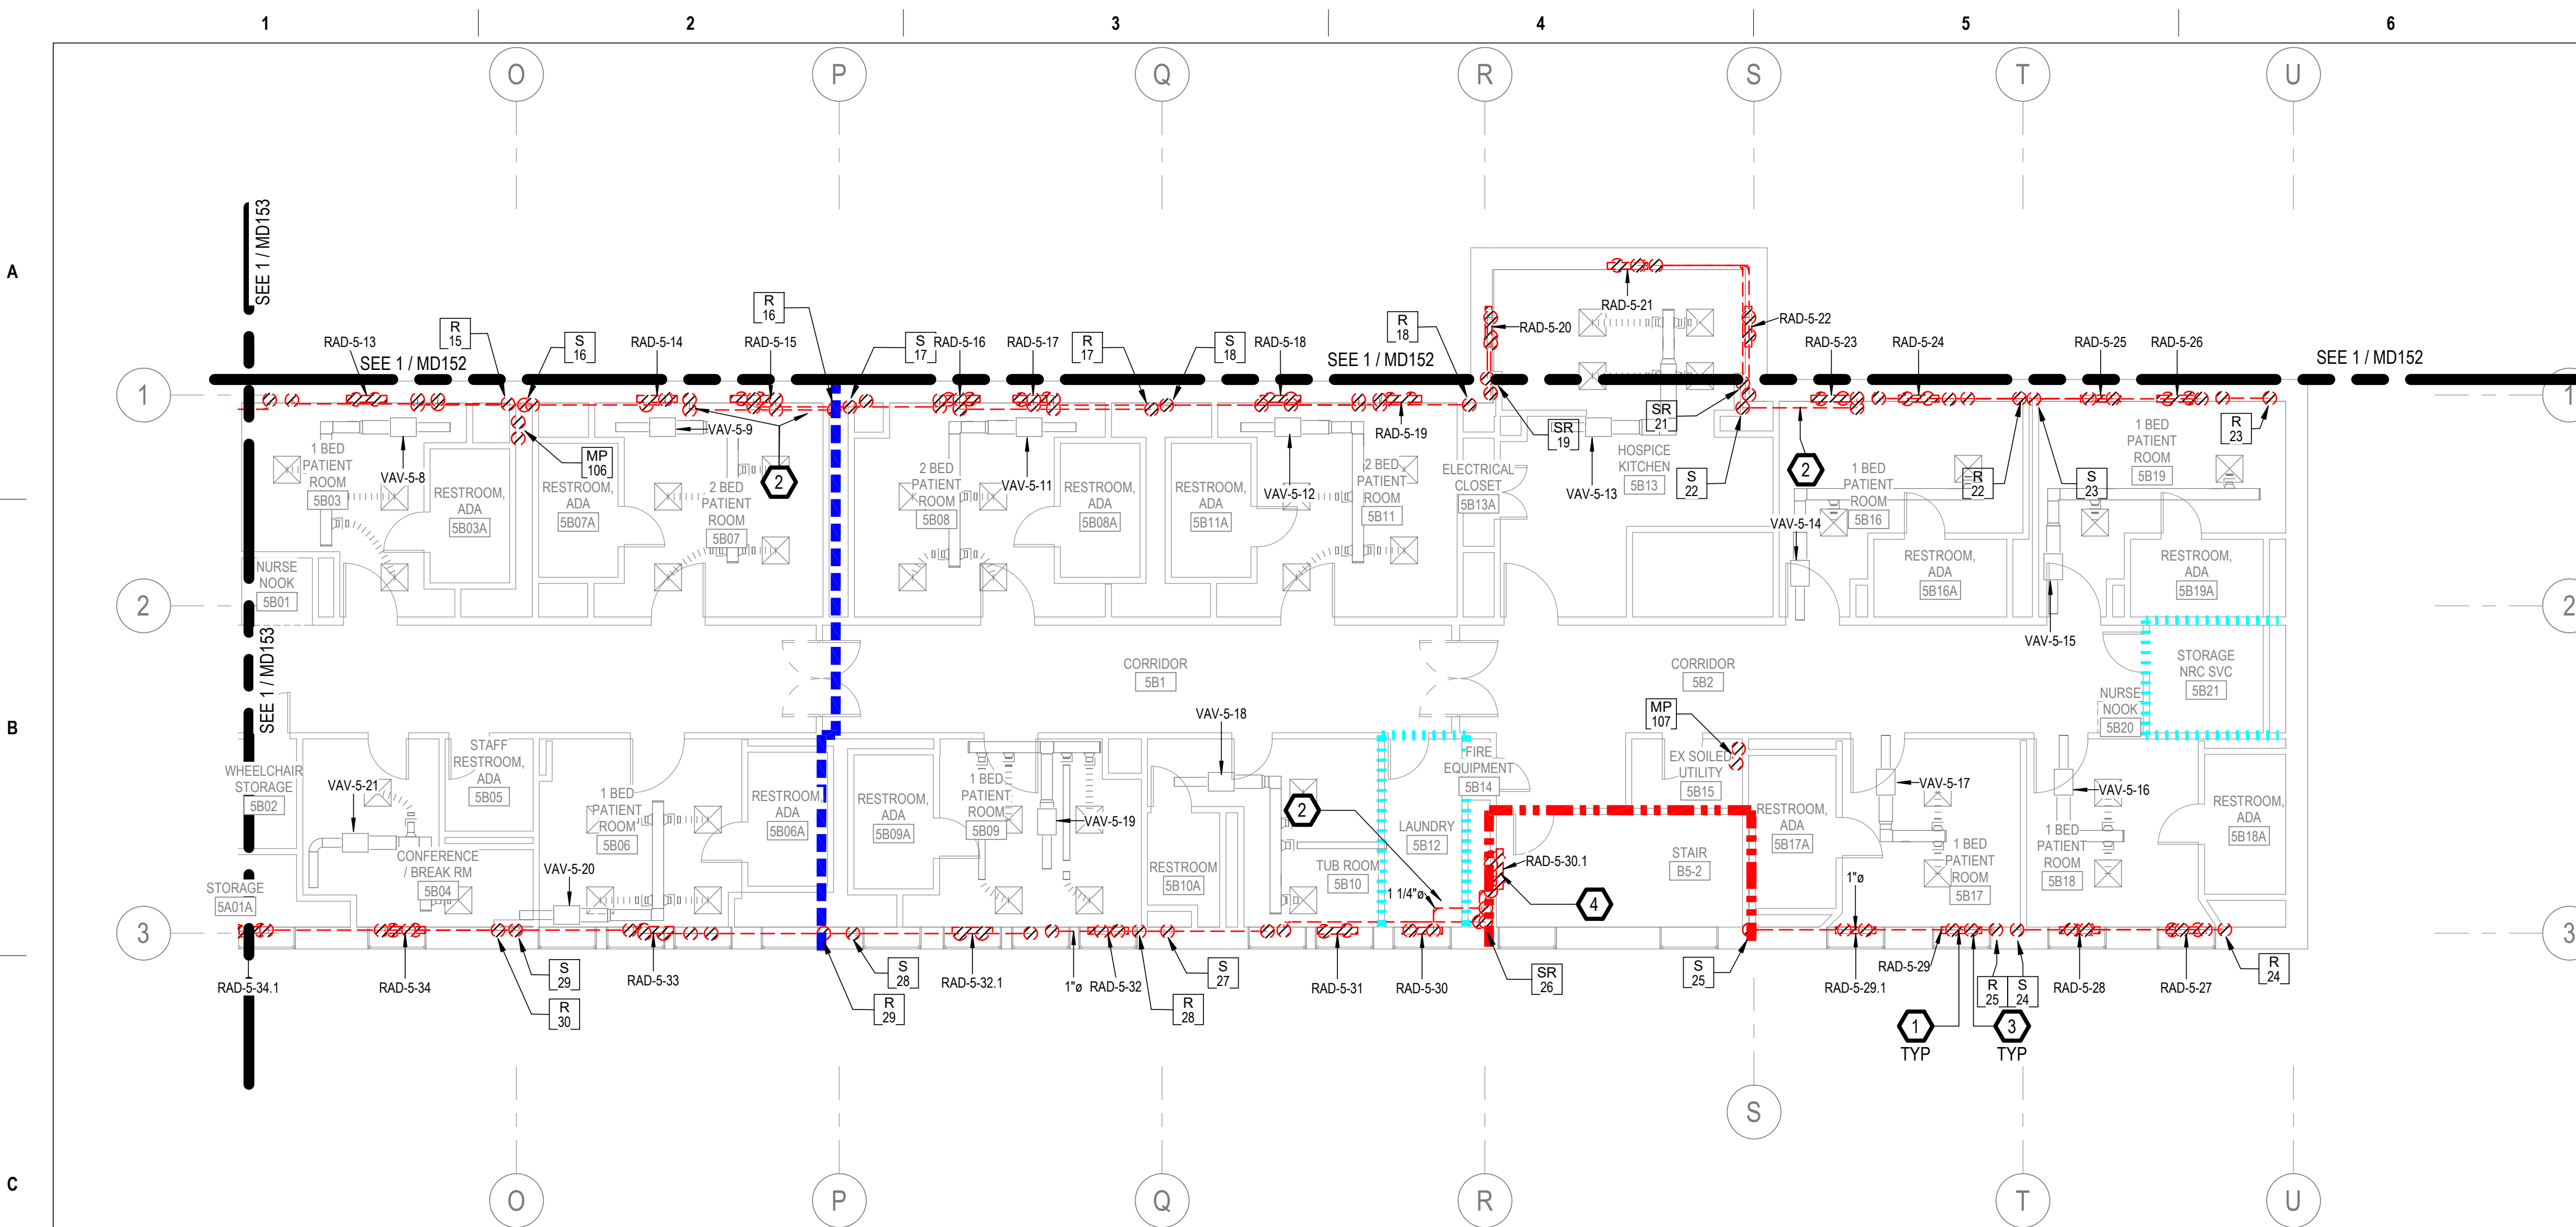 1
2
3
4
5
6
O
P
Q
R
S
T
U
A
SEE 1 / MD153
R
16
RAD-5-21
RAD-5-20
RAD-5-22
R
15
S
16
R
18
RAD-5-13
RAD-5-14
RAD-5-15
S
17
RAD-5-16
RAD-5-17
R
17
S
18
RAD-5-18
RAD-5-23
RAD-5-24
RAD-5-25
RAD-5-26
SEE 1 / MD152
SEE 1 / MD152
SEE 1 / MD152
1
1
VAV-5-9
RAD-5-19
SR
19
SR
21
R
23
1 BED
PATIENT
ROOM
5B03
VAV-5-8
MP
106
RESTROOM,
ADA
5B03A
RESTROOM,
ADA
5B07A
2 BED
PATIENT
ROOM
5B07
2
2 BED
PATIENT
ROOM
5B08
VAV-5-11
RESTROOM,
ADA
5B08A
RESTROOM,
ADA
5B11A
VAV-5-12
2 BED
PATIENT
ROOM
5B11
ELECTRICAL
CLOSET
5B13A
VAV-5-13
HOSPICE
KITCHEN
5B13
S
22
2
1 BED
PATIENT
ROOM
5B16
R
22
S
23
1 BED
PATIENT
ROOM
5B19
VAV-5-14
RESTROOM,
ADA
5B16A
RESTROOM,
ADA
5B19A
NURSE
NOOK
5B01
2
2
VAV-5-15
SEE 1 / MD153
CORRIDOR
5B1
CORRIDOR
5B2
STORAGE
NRC SVC
5B21
NURSE
NOOK
5B20
B
MP
107
VAV-5-18
STAFF
RESTROOM,
ADA
5B05
WHEELCHAIR
STORAGE
5B02
VAV-5-21
1 BED
PATIENT
ROOM
5B06
RESTROOM,
ADA
5B06A
RESTROOM,
ADA
5B09A
1 BED
PATIENT
ROOM
5B09
VAV-5-19
2
FIRE
EQUIPMENT
5B14
EX SOILED
UTILITY
5B15
RESTROOM,
ADA
5B17A
VAV-5-17
VAV-5-16
RESTROOM,
ADA
5B18A
LAUNDRY
5B12
CONFERENCE
/ BREAK RM
5B04
VAV-5-20
RESTROOM
5B10A
TUB ROOM
5B10
RAD-5-30.1
STAIR
B5-2
1 BED
PATIENT
ROOM
5B17
1 BED
PATIENT
ROOM
5B18
STORAGE
5A01A
1 1/4"ø
4
1"ø
3
3
RAD-5-34.1
RAD-5-34
S
29
R
30
RAD-5-33
S
28
R
29
RAD-5-32.1
1"ø
RAD-5-32
S
27
R
28
RAD-5-31
RAD-5-30
SR
26
S
25
RAD-5-29
RAD-5-29.1
R
25
S
24
RAD-5-28
RAD-5-27
R
24
1
TYP
3
TYP
S
C
O
P
Q
R
T
U